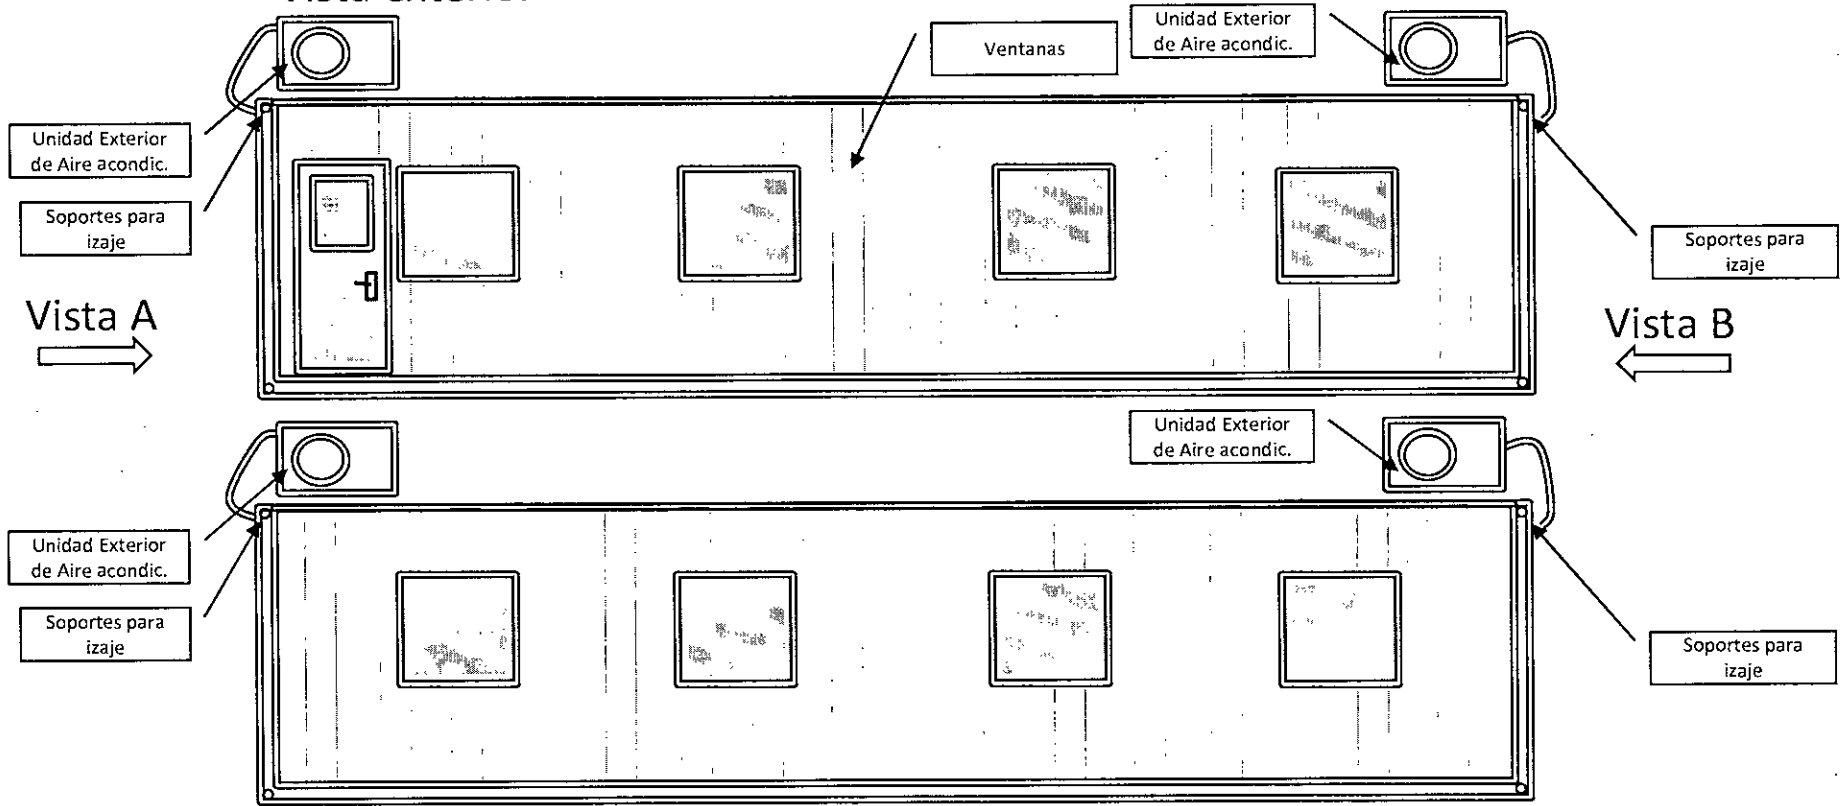 Unidad Exterior
de Aire acondic.
Ventanas
Unidad Exterior
de Aire acondic.
Soportes para
izaje
Soportes para
izaje
Vista A
Vista B
Unidad Exterior
de Aire acondic.
Unidad Exterior
de Aire acondic.
Soportes para
izaje
Soportes para
izaje